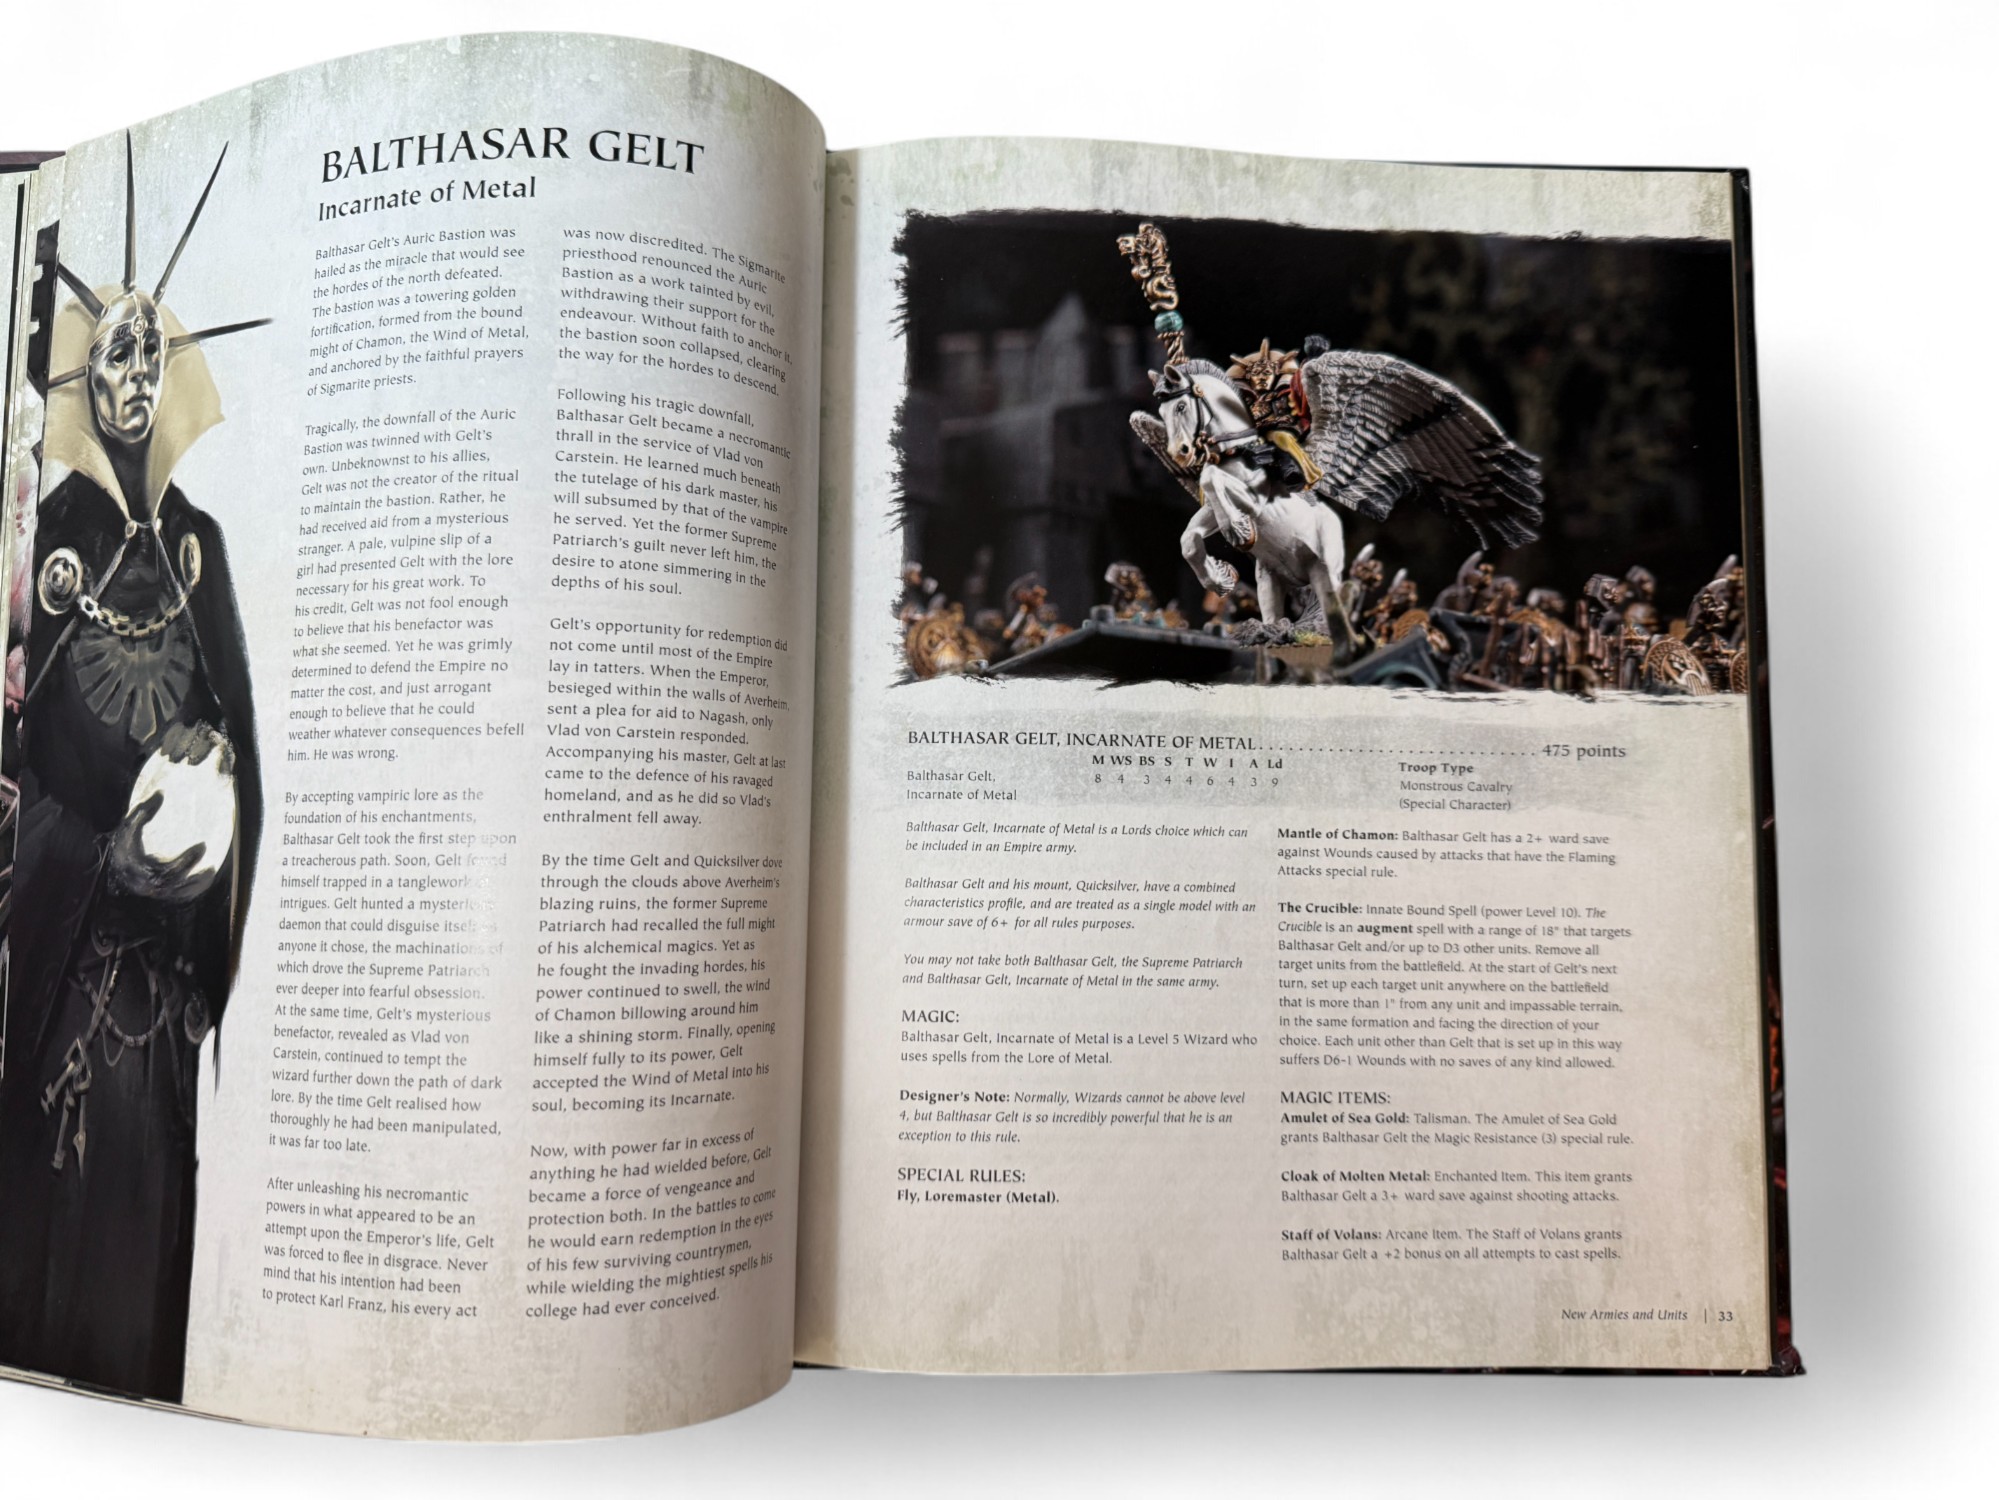 BALTHASAR GELT
Incarnate of Metal
Balthasar Gelt's Auric Bastion was
hailed as the miracle that would see
the hordes of the north defeated.
The bastion was a towering golden
fortification, formed from the bound
might of Chamon, the Wind of Metal,
and anchored by the faithful prayers
of Sigmarite priests.
Tragically, the downfall of the Auric
Bastion was twinned with Gelt's
own. Unbeknownst to his allies,
Gelt was not the creator of the ritual
to maintain the bastion. Rather, he
had received aid from a mysterious
stranger. A pale, vulpine slip of a
girl had presented Gelt with the lore
necessary for his great work. To
his credit, Gelt was not fool enough
to believe that his benefactor was
what she seemed. Yet he was grimly
determined to defend the Empire no
matter the cost, and just arrogant
enough to believe that he could
weather whatever consequences befell
him. He was wrong.
By accepting vampiric lore as the
foundation of his enchantments,
Balthasar Gelt took the first step upon
a treacherous path. Soon, Gelt found
himself trapped in a tanglework
intrigues. Gelt hunted a mysterious
daemon that could disguise itself as
anyone it chose, the machinations of
which drove the Supreme Patriarch
ever deeper into fearful obsession.
At the same time, Gelt's mysterious
benefactor, revealed as Vlad von
Carstein, continued to tempt the
wizard further down the path of dark
lore. By the time Gelt realised how
thoroughly he had been manipulated,
it was far too late.
After unleashing his necromantic
powers in what appeared to be an
attempt upon the Emperor's life, Gelt
was forced to flee in disgrace. Never
mind that his intention had been
to protect Karl Franz, his every act
was now discredited. The Sigmarite
priesthood renounced the Auric
Bastion as a work tainted by evil,
withdrawing their support for the
endeavour. Without faith to anchor it,
the bastion soon collapsed, clearing
the way for the hordes to descend.
Following his tragic downfall,
Balthasar Gelt became a necromantic
thrall in the service of Vlad von
Carstein. He learned much beneath
the tutelage of his dark master, his
will subsumed by that of the vampire
he served. Yet the former Supreme
Patriarch's guilt never left him, the
desire to atone simmering in the
depths of his soul.
Gelt's opportunity for redemption did
not come until most of the Empire
lay in tatters. When the Emperor,
besieged within the walls of Averheim,
sent a plea for aid to Nagash, only
Vlad von Carstein responded.
Accompanying his master, Gelt at last
came to the defence of his ravaged
homeland, and as he did so Vlad's
enthralment fell away.
By the time Gelt and Quicksilver dove
through the clouds above Averheim's
blazing ruins, the former Supreme
Patriarch had recalled the full might
of his alchemical magics. Yet as
he fought the invading hordes, his
power continued to swell, the wind
of Chamon billowing around him
like a shining storm. Finally, opening
himself fully to its power, Gelt
accepted the Wind of Metal into his
soul, becoming its Incarnate.
Now, with power far in excess of
anything he had wielded before, Gelt
became a force of vengeance and
protection both. In the battles to come
he would earn redemption in the eyes
of his few surviving countrymen,
while wielding the mightiest spells his
college had ever conceived.
BALTHASAR GELT, INCARNATE OF METAL. . . . . . . . . . . . . . . . . . . . . . . . . . . 475 points
M WS BS S T W I A Ld
Balthasar Gelt, 8 4 3 4 4 6 4 3 9
Incarnate of Metal
Troop Type
Monstrous Cavalry
(Special Character)
Balthasar Gelt, Incarnate of Metal is a Lords choice which can
be included in an Empire army.
Balthasar Gelt and his mount, Quicksilver, have a combined
characteristics profile, and are treated as a single model with an
armour save of 6+ for all rules purposes.
You may not take both Balthasar Gelt, the Supreme Patriarch
and Balthasar Gelt, Incarnate of Metal in the same army.
MAGIC:
Balthasar Gelt, Incarnate of Metal is a Level 5 Wizard who
uses spells from the Lore of Metal.
Designer's Note: Normally, Wizards cannot be above level
4, but Balthasar Gelt is so incredibly powerful that he is an
exception to this rule.
SPECIAL RULES:
Fly, Loremaster (Metal).
Mantle of Chamon: Balthasar Gelt has a 2+ ward save
against Wounds caused by attacks that have the Flaming
Attacks special rule.
The Crucible: Innate Bound Spell (power Level 10). The
Crucible is an augment spell with a range of 18" that targets
Balthasar Gelt and/or up to D3 other units. Remove all
target units from the battlefield. At the start of Gelt's next
turn, set up each target unit anywhere on the battlefield
that is more than 1" from any unit and impassable terrain,
in the same formation and facing the direction of your
choice. Each unit other than Gelt that is set up in this way
suffers D6-1 Wounds with no saves of any kind allowed.
MAGIC ITEMS:
Amulet of Sea Gold: Talisman. The Amulet of Sea Gold
grants Balthasar Gelt the Magic Resistance (3) special rule.
Cloak of Molten Metal: Enchanted Item. This item grants
Balthasar Gelt a 3+ ward save against shooting attacks.
Staff of Volans: Arcane Item. The Staff of Volans grants
Balthasar Gelt a +2 bonus on all attempts to cast spells.
New Armies and Units | 33